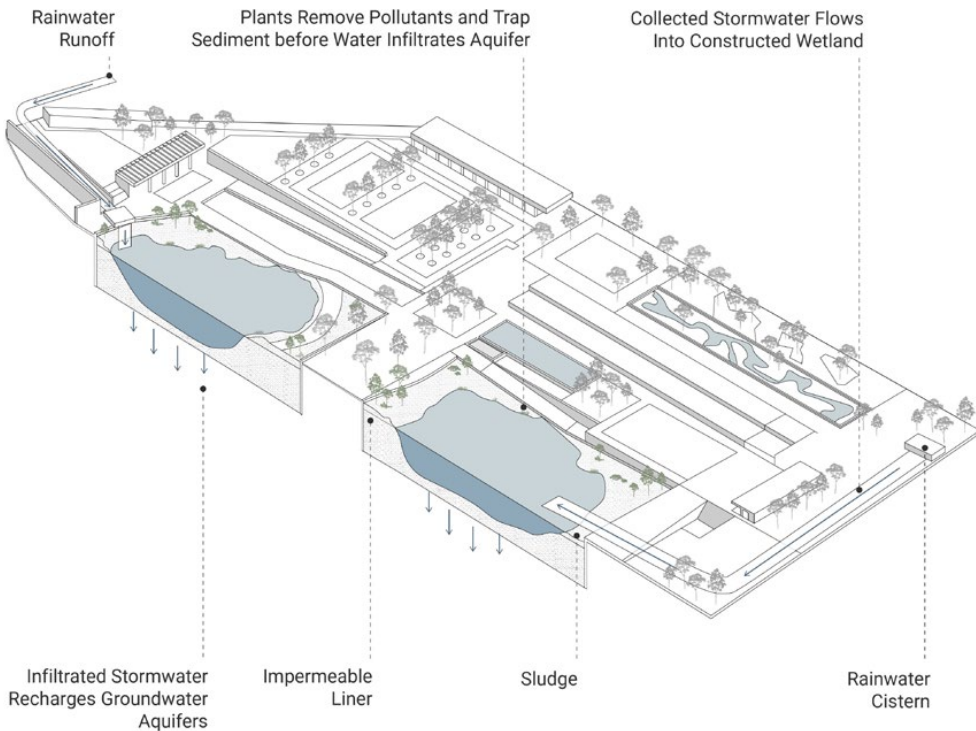 Rainwater
Runoff
Plants Remove Pollutants and Trap
Sediment before Water Infiltrates Aquifer
Collected Stormwater Flows
Into Constructed Wetland
Infiltrated Stormwater
Recharges Groundwater
Aquifers
Impermeable
Liner
Sludge
Rainwater
Cistern